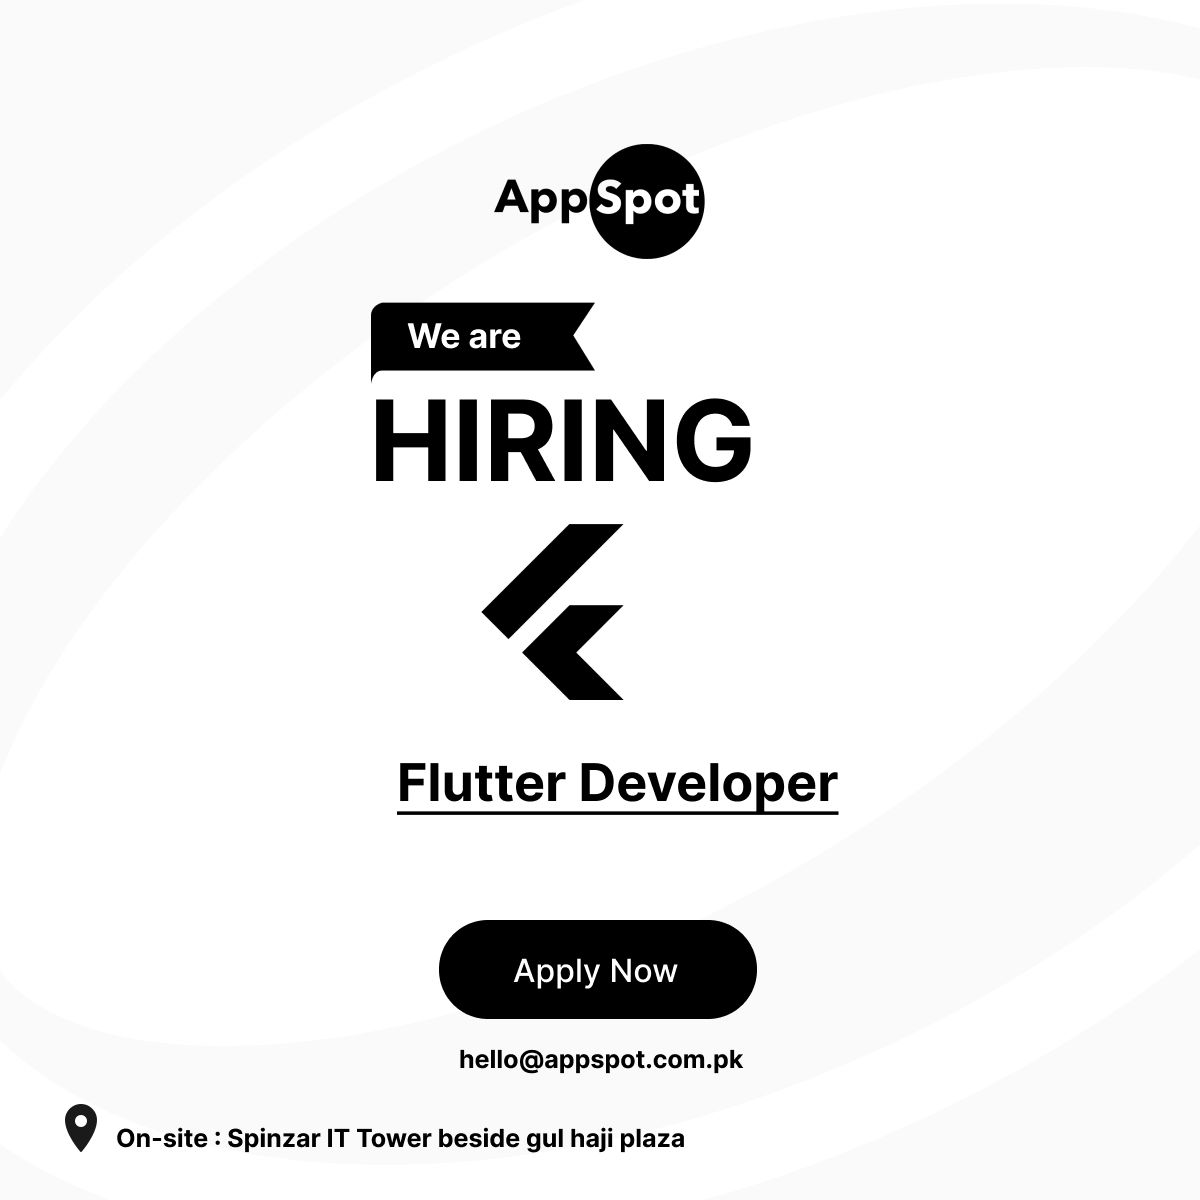 AppSpot
We are
HIRING
Flutter Developer
Apply Now
hello@appspot.com.pk
On-site : Spinzar IT Tower beside gul haji plaza